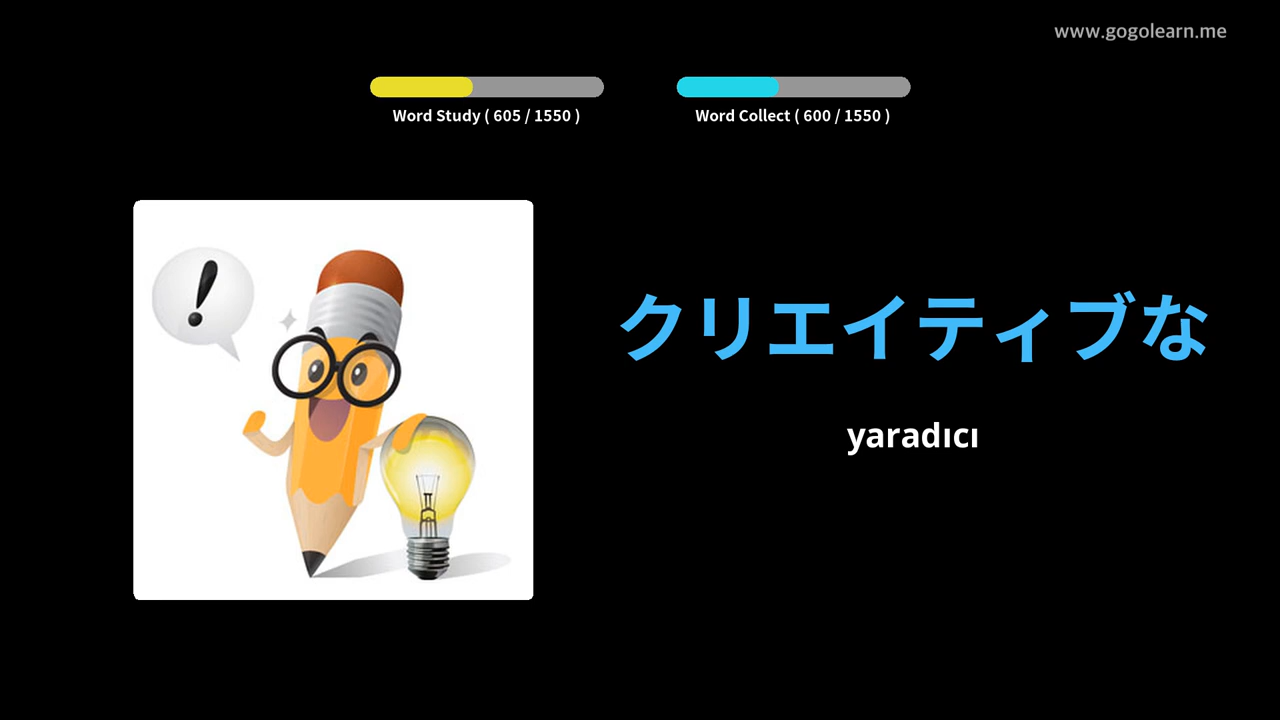 www.gogolearn.me
Word Study ( 605 / 1550 )
Word Collect ( 600 / 1550 )
!
クリエイティブな
yaradıcı